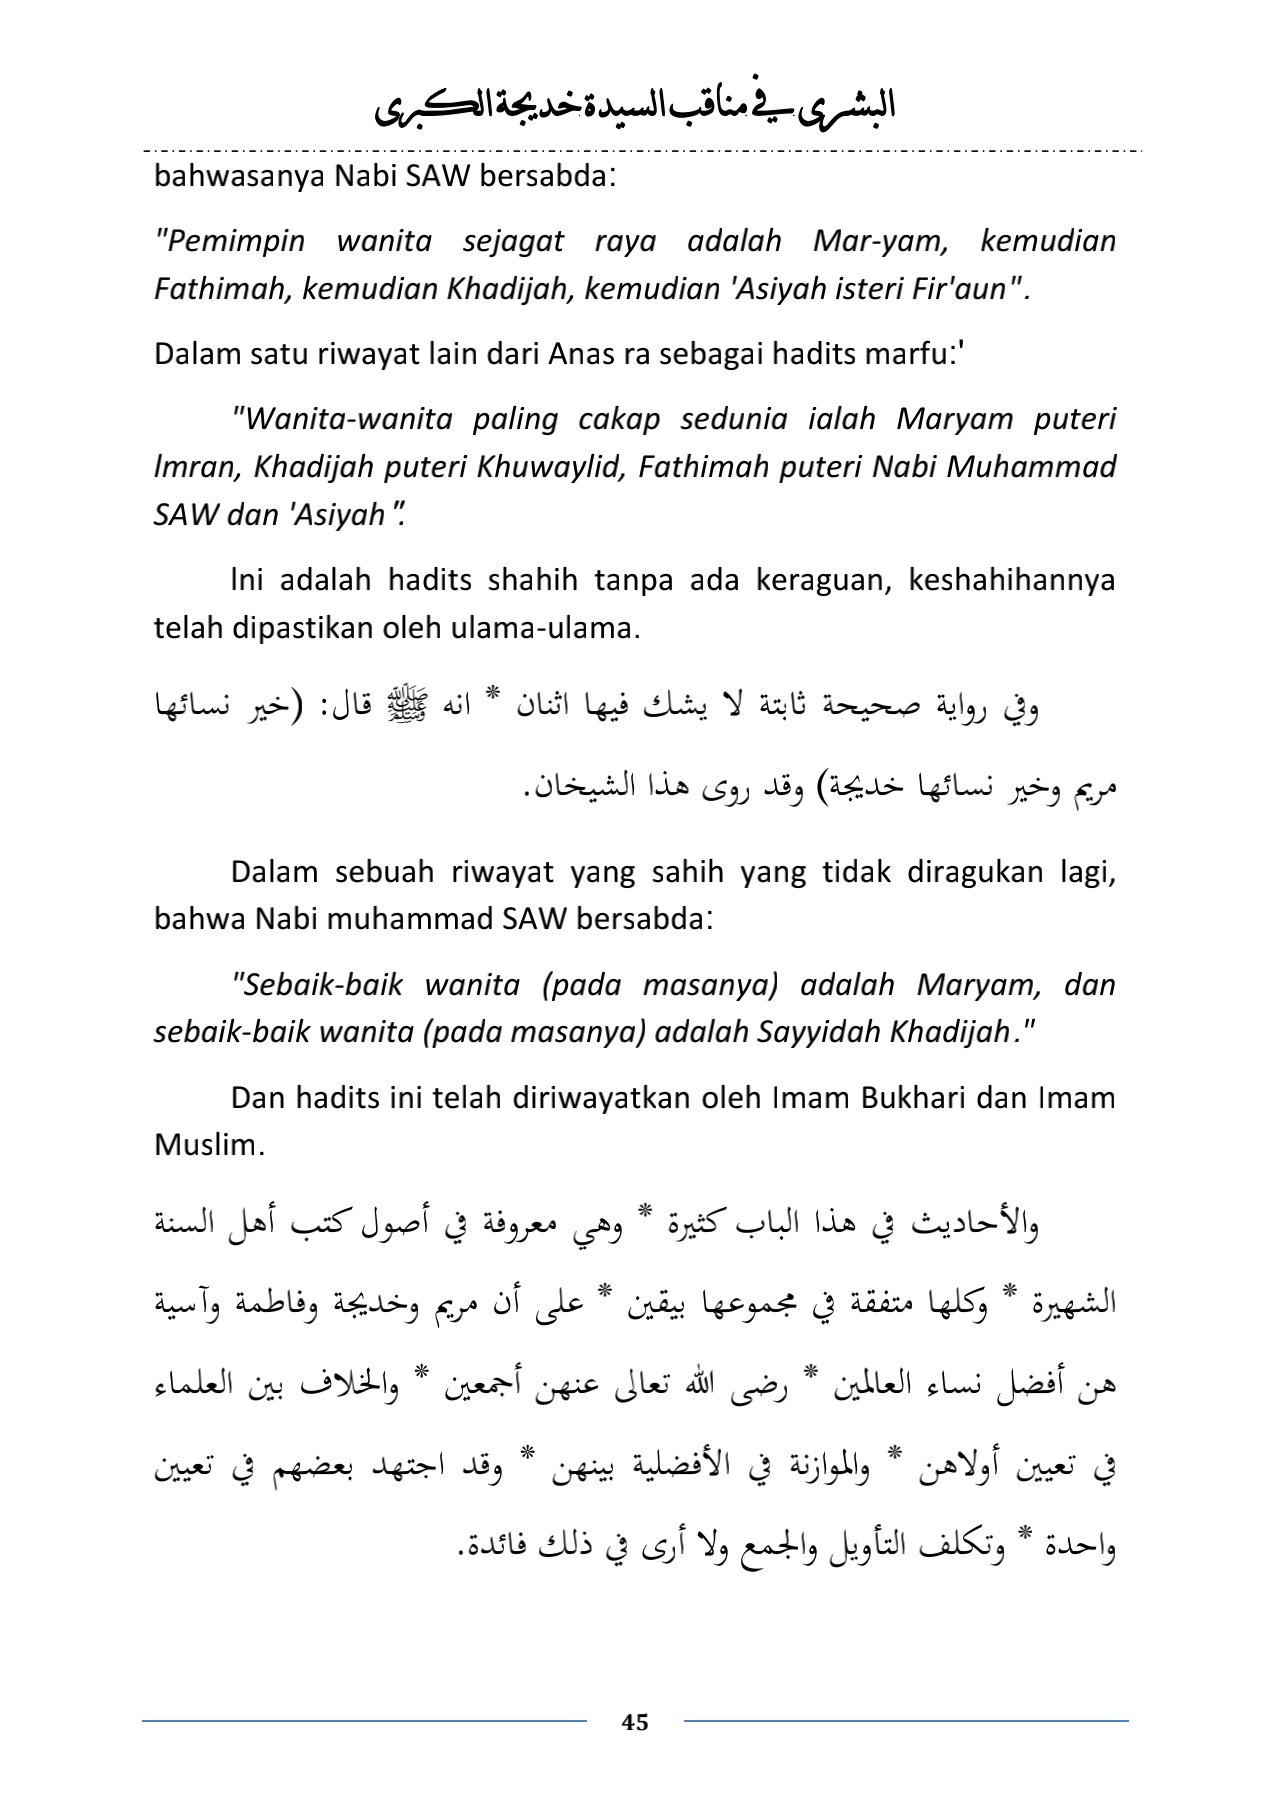 البشرى في مناقب السيدة خديجة الكبرى
bahwasanya Nabi SAW bersabda:
"Pemimpin wanita sejagat raya adalah Mar-yam, kemudian
Fathimah, kemudian Khadijah, kemudian 'Asiyah isteri Fir'aun".
Dalam satu riwayat lain dari Anas ra sebagai hadits marfu:'
"Wanita-wanita paling cakap sedunia ialah Maryam puteri
lmran, Khadijah puteri Khuwaylid, Fathimah puteri Nabi Muhammad
SAW dan 'Asiyah".
lni adalah hadits shahih tanpa ada keraguan, keshahihannya
telah dipastikan oleh ulama-ulama.
وفي رواية صحيحة ثابتة لا يشك فيها اثنان * انه ﷺ قال: (خير نسائها
مريم وخير نسائها خديجة) وقد روى هذا الشيخان.
Dalam sebuah riwayat yang sahih yang tidak diragukan lagi,
bahwa Nabi muhammad SAW bersabda:
"Sebaik-baik wanita (pada masanya) adalah Maryam, dan
sebaik-baik wanita (pada masanya) adalah Sayyidah Khadijah."
Dan hadits ini telah diriwayatkan oleh Imam Bukhari dan Imam
Muslim.
والأحاديث في هذا الباب كثيرة * وهي معروفة في أصول كتب أهل السنة
الشهيرة * وكلها متفقة في مجموعها بيقين * على أن مريم وخديجة وفاطمة وآسية
هن أفضل نساء العالمين * رضى الله تعالى عنهن أجمعين * والخلاف بين العلماء
في تعيين أولاهن * والموازنة في الأفضلية بينهن * وقد اجتهد بعضهم في تعيين
واحدة * وتكلف التأويل والجمع ولا أرى في ذلك فائدة.
45